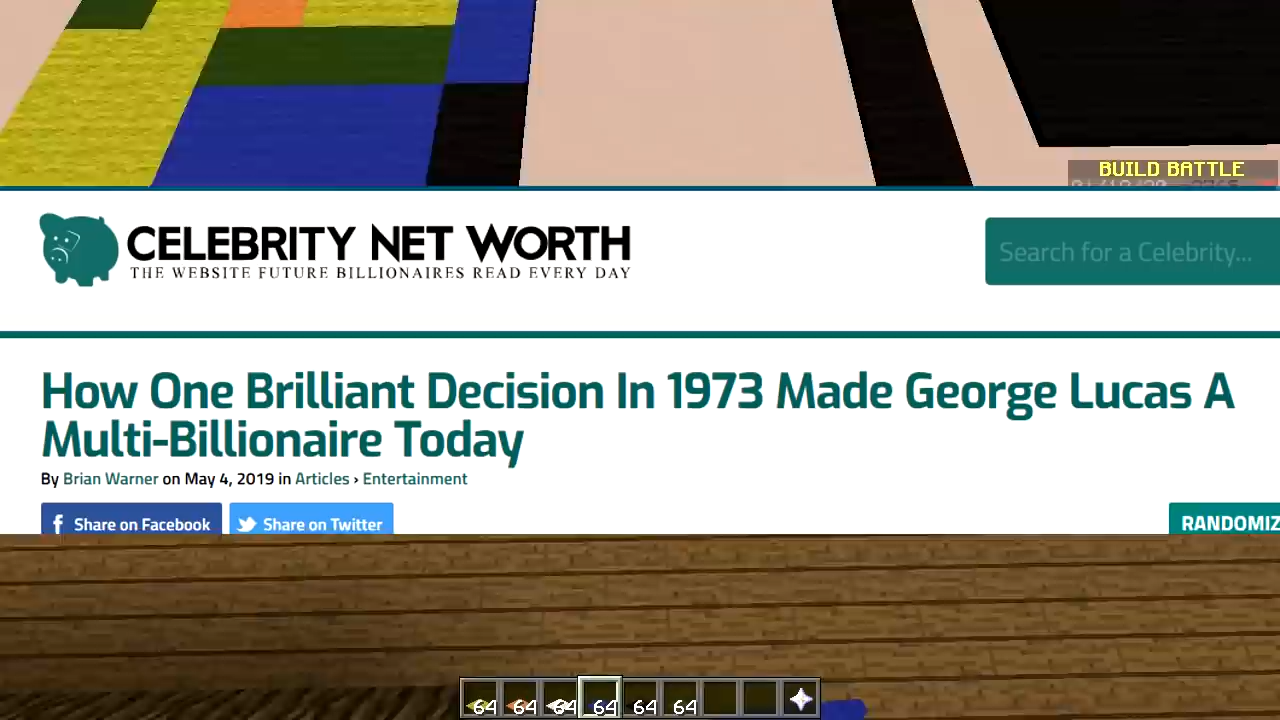 BUILD BATTLE
CELEBRITY NET WORTH
THE WEBSITE FUTURE BILLIONAIRES READ EVERY DAY
Search for a Celebrity...
How One Brilliant Decision In 1973 Made George Lucas A
Multi-Billionaire Today
By Brian Warner on May 4, 2019 in Articles › Entertainment
Share on Facebook
Share on Twitter
RANDOMIZ
64 64 64 64 64 64